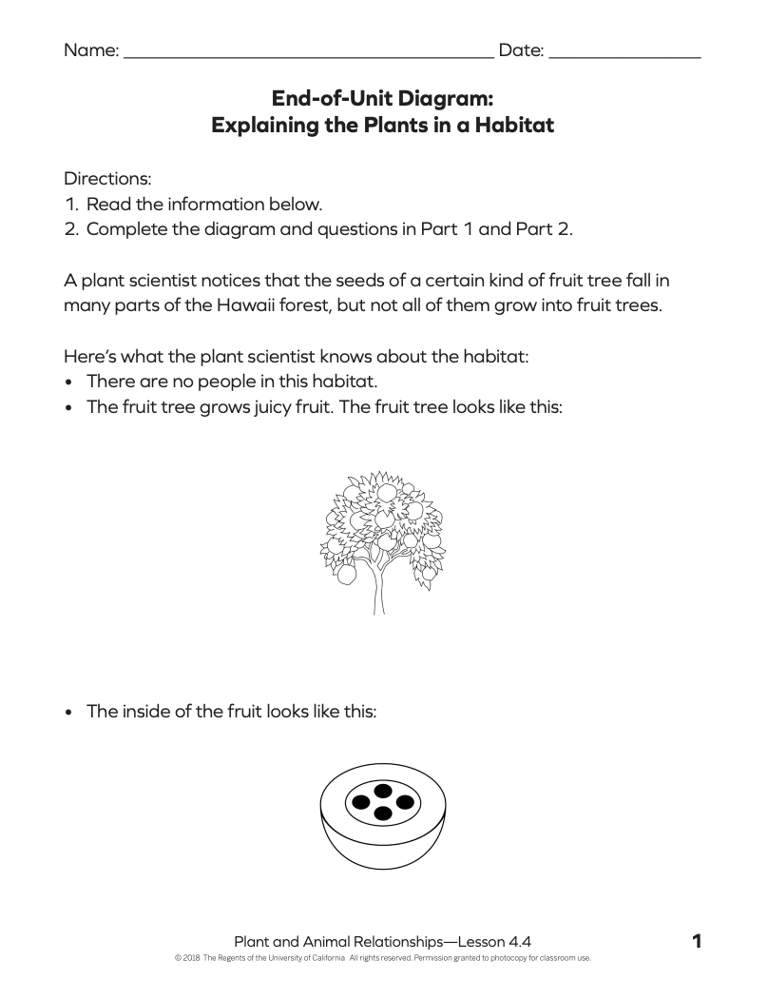 Name: ______________________________________ Date: ________________
End-of-Unit Diagram:
Explaining the Plants in a Habitat
Directions:
1. Read the information below.
2. Complete the diagram and questions in Part 1 and Part 2.
A plant scientist notices that the seeds of a certain kind of fruit tree fall in
many parts of the Hawaii forest, but not all of them grow into fruit trees.
Here's what the plant scientist knows about the habitat:
• There are no people in this habitat.
• The fruit tree grows juicy fruit. The fruit tree looks like this:
• The inside of the fruit looks like this:
Plant and Animal Relationships—Lesson 4.4 1
© 2018 The Regents of the University of California All rights reserved. Permission granted to photocopy for classroom use.